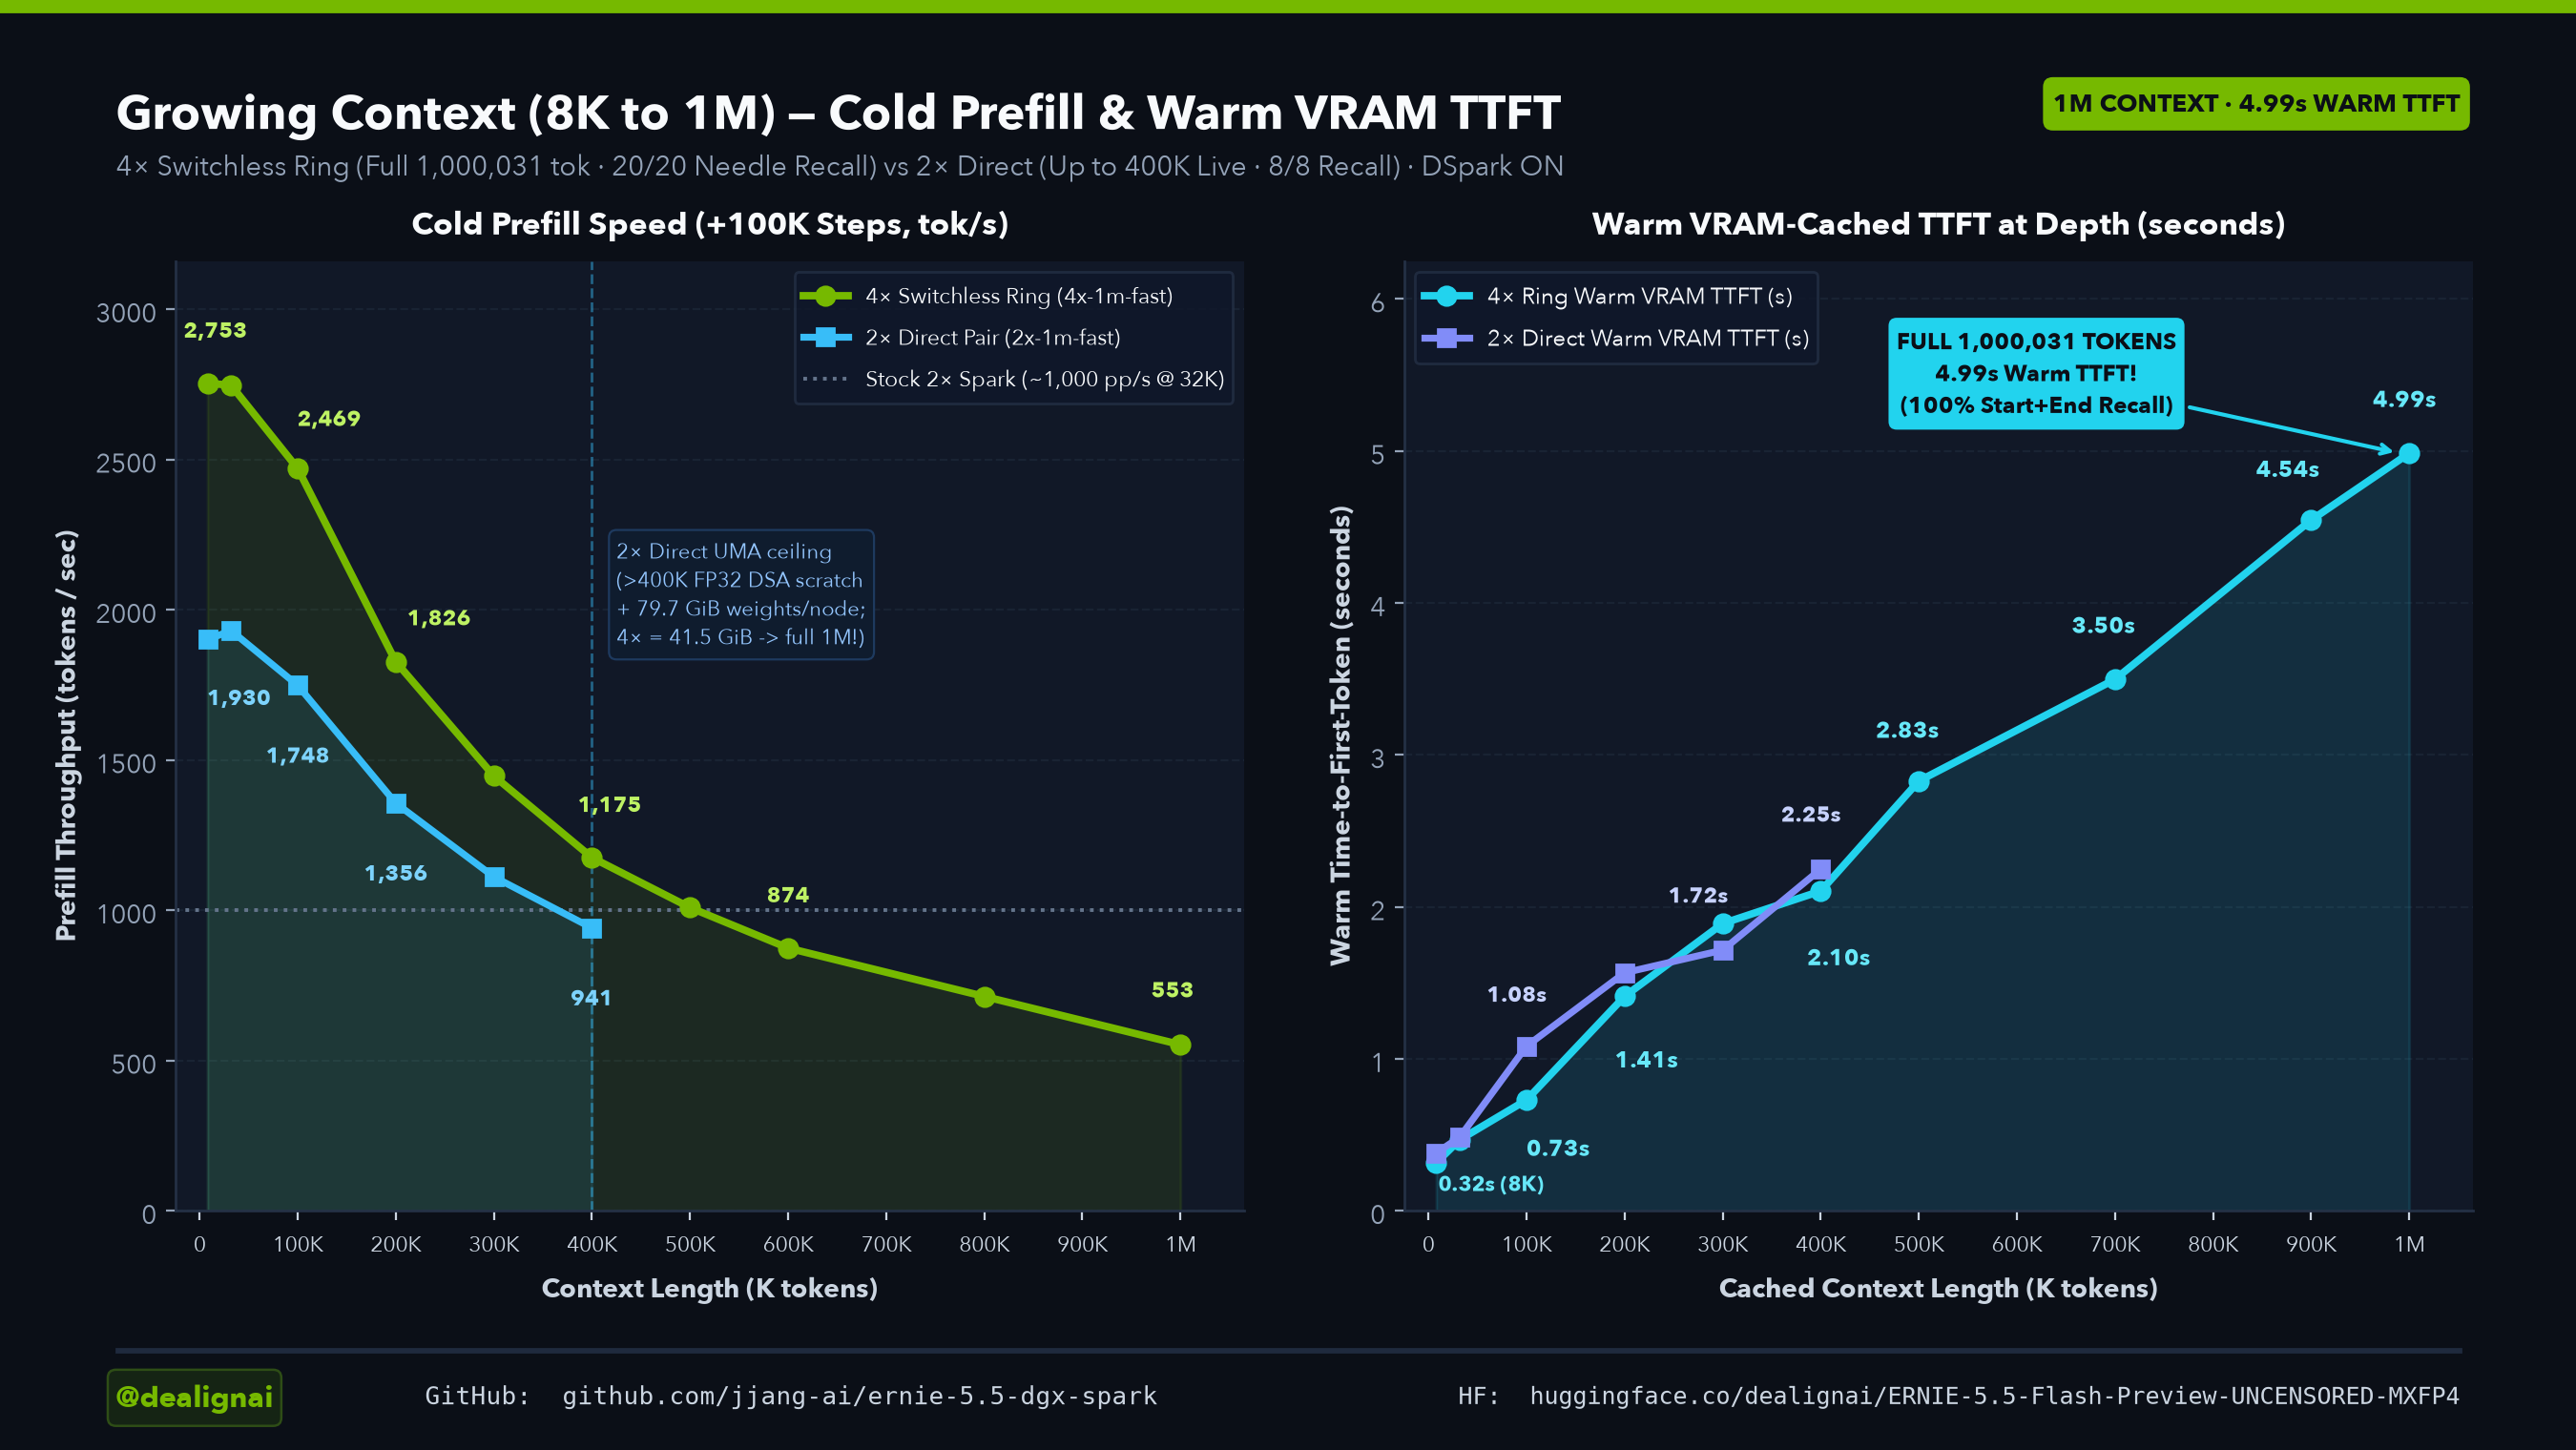 Growing Context (8K to 1M) — Cold Prefill & Warm VRAM TTFT
1M CONTEXT · 4.99s WARM TTFT
4× Switchless Ring (Full 1,000,031 tok · 20/20 Needle Recall) vs 2× Direct (Up to 400K Live · 8/8 Recall) · DSpark ON
Cold Prefill Speed (+100K Steps, tok/s)
Prefill Throughput (tokens / sec)
3000
2500
2000
1500
1000
500
0
4× Switchless Ring (4x-1m-fast)
2× Direct Pair (2x-1m-fast)
Stock 2× Spark (~1,000 pp/s @ 32K)
2,753
2,469
1,826
1,175
874
553
1,930
1,748
1,356
941
2× Direct UMA ceiling
(>400K FP32 DSA scratch
+ 79.7 GiB weights/node;
4× = 41.5 GiB -> full 1M!)
0
100K
200K
300K
400K
500K
600K
700K
800K
900K
1M
Context Length (K tokens)
Warm VRAM-Cached TTFT at Depth (seconds)
Warm Time-to-First-Token (seconds)
6
5
4
3
2
1
0
4× Ring Warm VRAM TTFT (s)
2× Direct Warm VRAM TTFT (s)
FULL 1,000,031 TOKENS
4.99s Warm TTFT!
(100% Start+End Recall)
4.99s
4.54s
3.50s
2.83s
2.25s
1.72s
2.10s
1.08s
1.41s
0.73s
0.32s (8K)
0
100K
200K
300K
400K
500K
600K
700K
800K
900K
1M
Cached Context Length (K tokens)
@dealignai
GitHub: github.com/jjang-ai/ernie-5.5-dgx-spark
HF: huggingface.co/dealignai/ERNIE-5.5-Flash-Preview-UNCENSORED-MXFP4